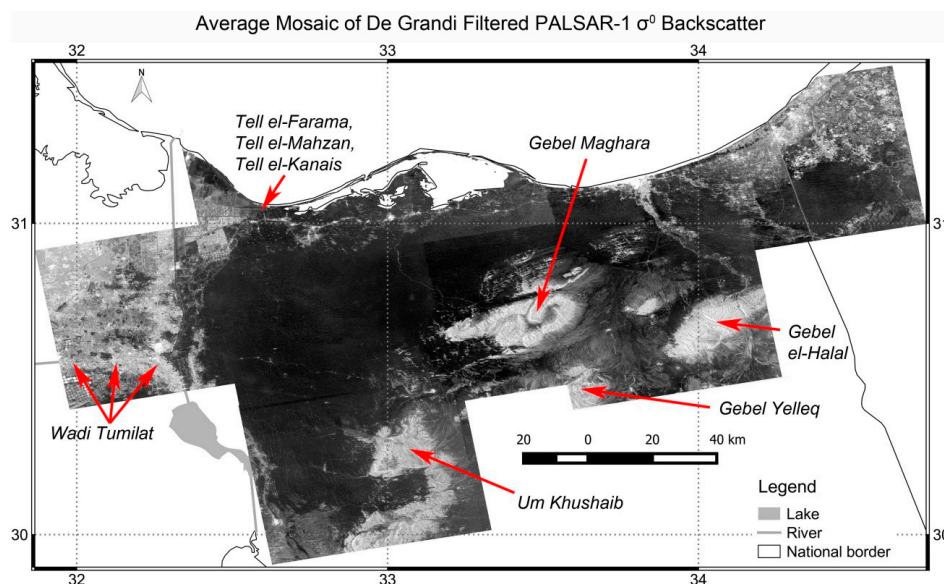 Average Mosaic of De Grandi Filtered PALSAR-1 σ⁰ Backscatter
32
33
34
N
Tell el-Farama,
Tell el-Mahzan,
Tell el-Kanais
Gebel Maghara
31
31
Gebel
el-Halal
Gebel Yelleq
Wadi Tumilat
20 0 20 40 km
Um Khushaib
Legend
Lake
River
National border
30
30
32
33
34